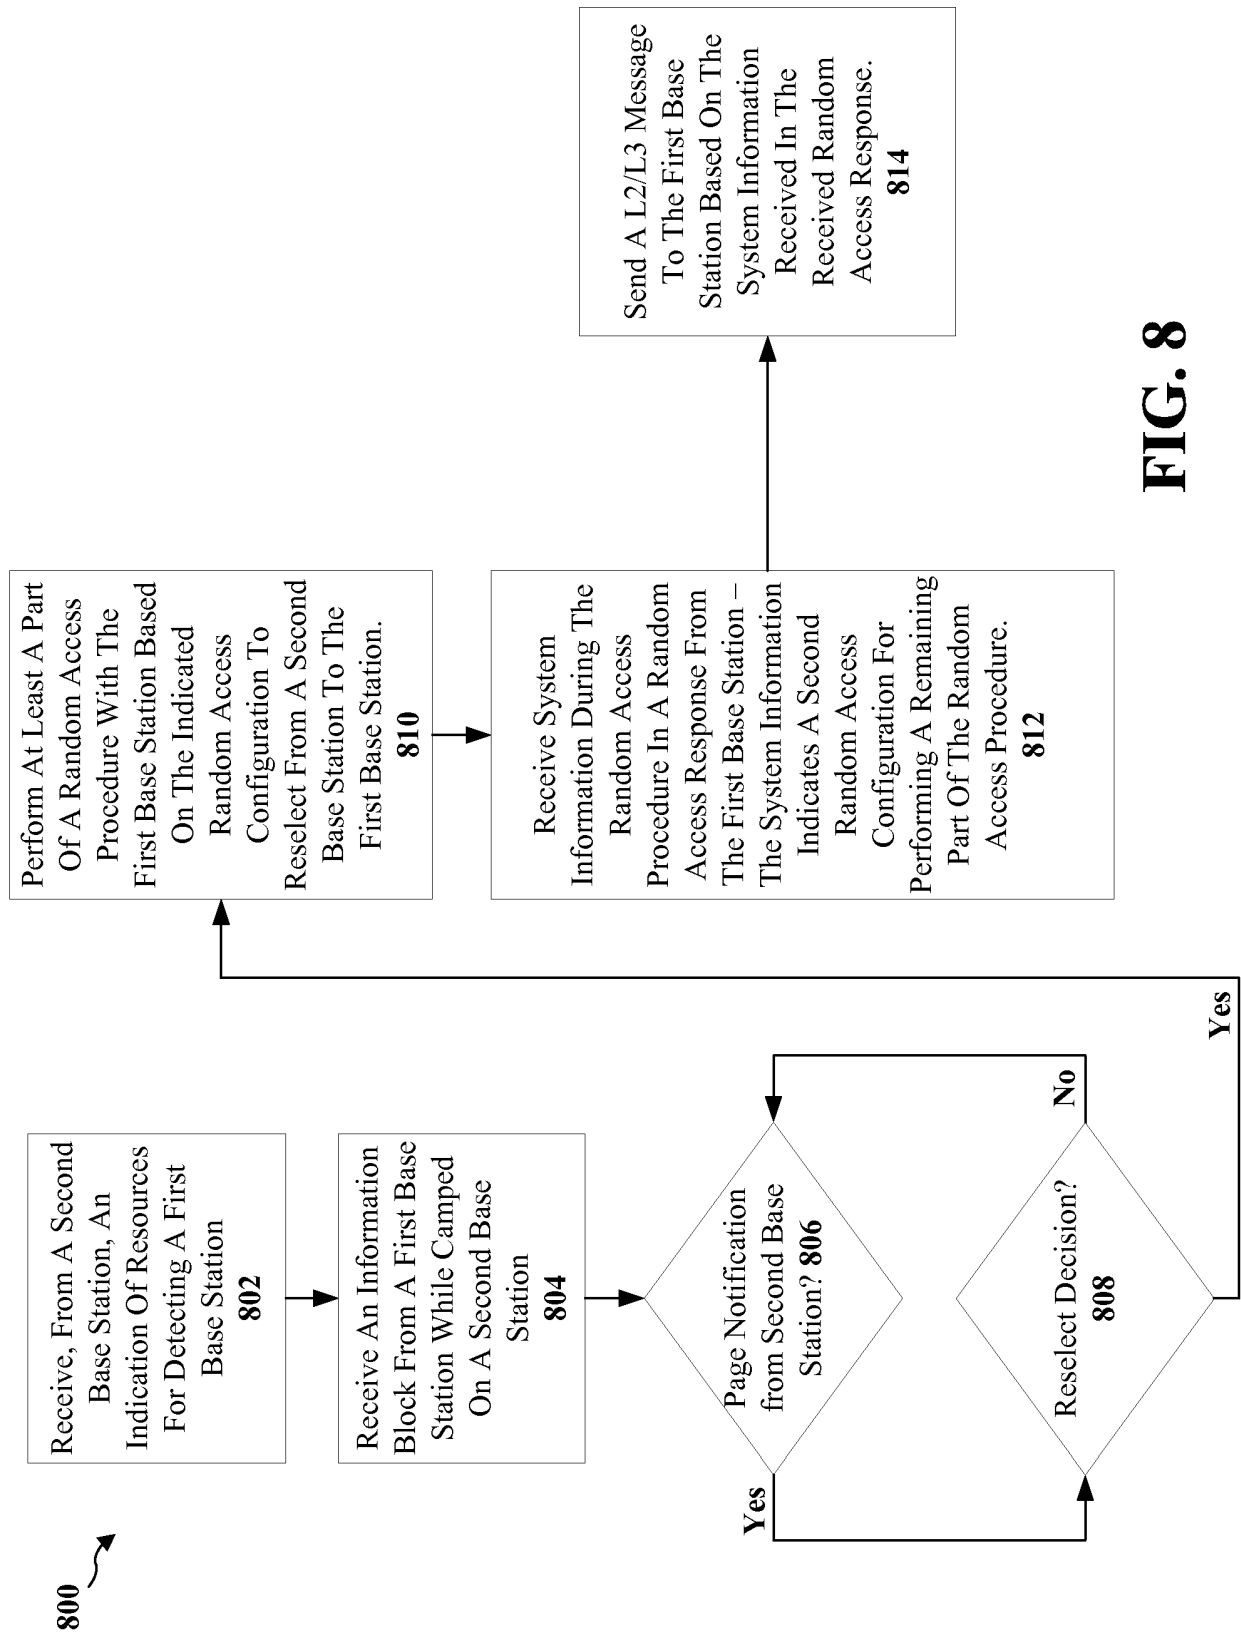 800
Receive, From A Second
Base Station, An
Indication Of Resources
For Detecting A First
Base Station
802
Receive An Information
Block From A First Base
Station While Camped
On A Second Base
Station
804
Page Notification
from Second Base
Station? 806
Yes
Reselect Decision?
808
No
Yes
Perform At Least A Part
Of A Random Access
Procedure With The
First Base Station Based
On The Indicated
Random Access
Configuration To
Reselect From A Second
Base Station To The
First Base Station.
810
Receive System
Information During The
Random Access
Procedure In A Random
Access Response From
The First Base Station –
The System Information
Indicates A Second
Random Access
Configuration For
Performing A Remaining
Part Of The Random
Access Procedure.
812
Send A L2/L3 Message
To The First Base
Station Based On The
System Information
Received In The
Received Random
Access Response.
814
FIG. 8